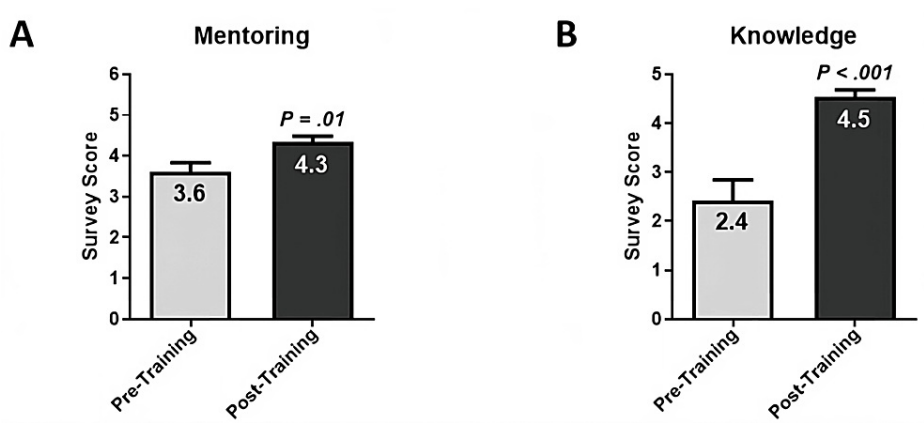 A
Mentoring
Survey Score
6
5
4
3
2
1
0
P = .01
3.6
4.3
Pre-Training
Post-Training
B
Knowledge
Survey Score
5
4
3
2
1
0
P < .001
2.4
4.5
Pre-Training
Post-Training